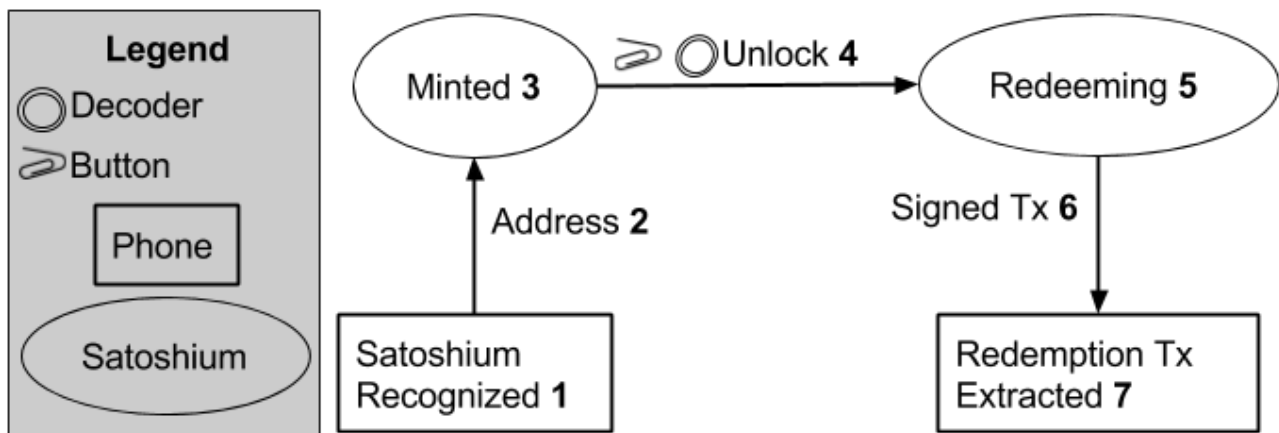 Legend
Decoder
Button
Phone
Satoshium
Minted 3
Unlock 4
Redeeming 5
Address 2
Signed Tx 6
Satoshium
Recognized 1
Redemption Tx
Extracted 7